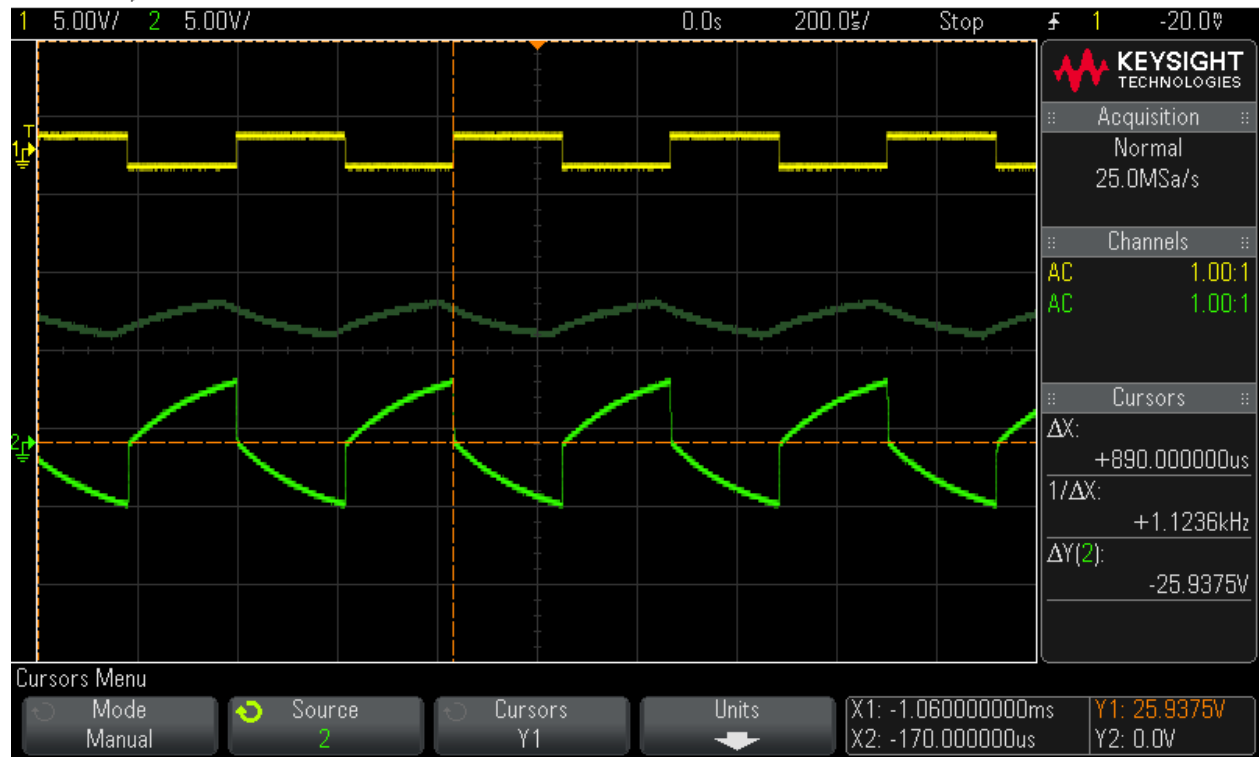 1 5.00V/ 2 5.00V/ 0.0s 200.0µs/ Stop 1 -20.0mV
KEYSIGHT
TECHNOLOGIES
Acquisition
Normal
25.0MSa/s
Channels
AC 1.00:1
AC 1.00:1
Cursors
ΔX:
+890.000000us
1/ΔX:
+1.1236kHz
ΔY(2):
-25.9375V
T
1
2
Cursors Menu
Mode
Manual
Source
2
Cursors
Y1
Units
X1: -1.060000000ms
X2: -170.000000us
Y1: 25.9375V
Y2: 0.0V